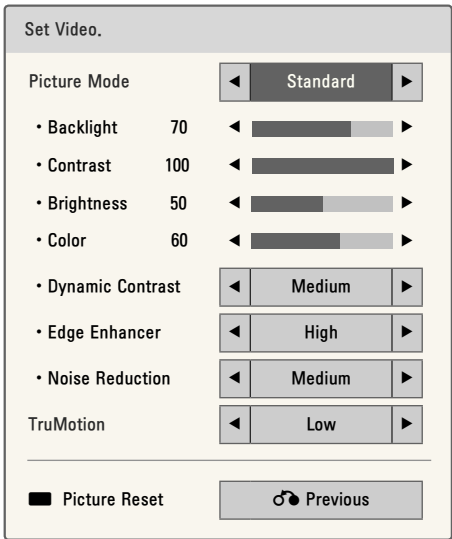 Set Video.
Picture Mode ◀ Standard ▶
• Backlight 70 ◀ ▶
• Contrast 100 ◀ ▶
• Brightness 50 ◀ ▶
• Color 60 ◀ ▶
• Dynamic Contrast ◀ Medium ▶
• Edge Enhancer ◀ High ▶
• Noise Reduction ◀ Medium ▶
TruMotion ◀ Low ▶
Picture Reset Previous